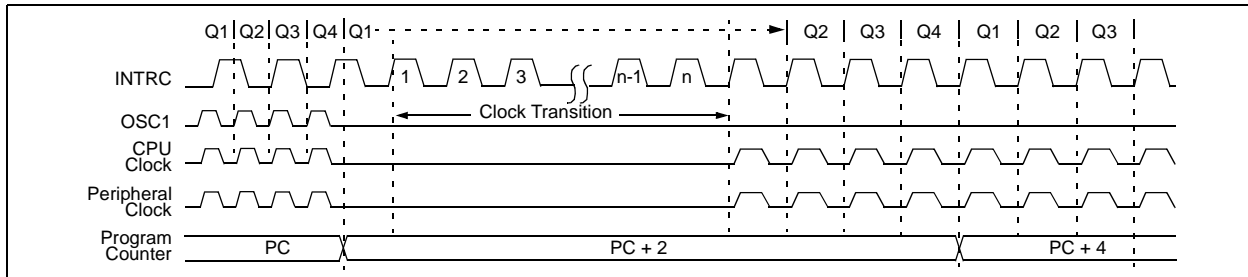 Q1 Q2 Q3 Q4 Q1 Q2 Q3 Q4 Q1 Q2 Q3
INTRC 1 2 3 n-1 n
Clock Transition
OSC1
CPU
Clock
Peripheral
Clock
Program
Counter PC PC + 2 PC + 4